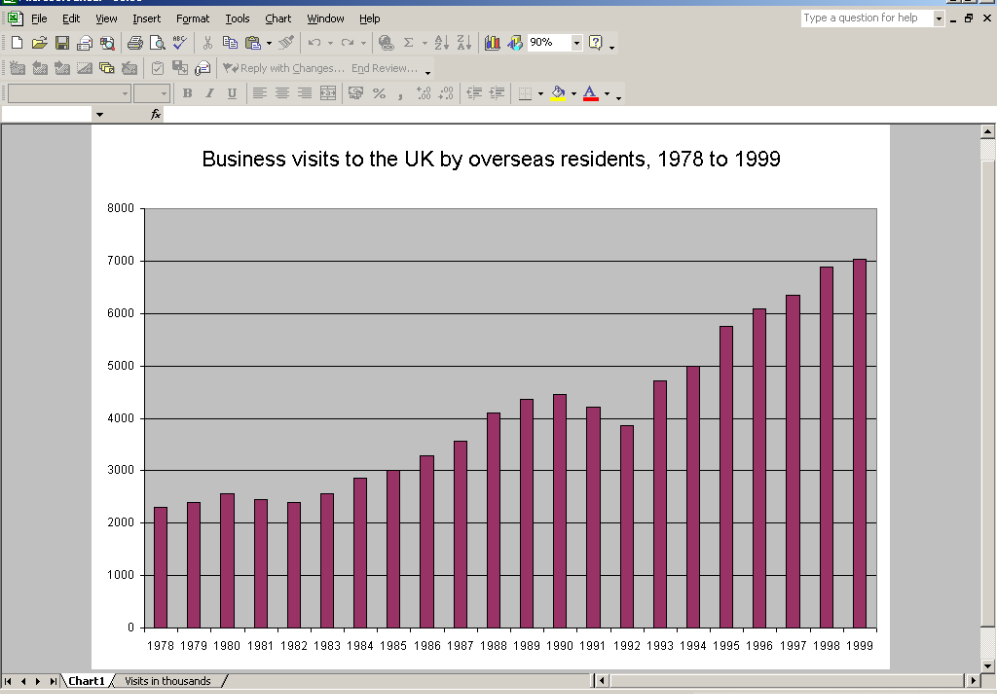 File Edit View Insert Format Tools Chart Window Help Type a question for help
90%
Reply with Changes... End Review...
B I U % ,
fx
Business visits to the UK by overseas residents, 1978 to 1999
8000
7000
6000
5000
4000
3000
2000
1000
0
1978 1979 1980 1981 1982 1983 1984 1985 1986 1987 1988 1989 1990 1991 1992 1993 1994 1995 1996 1997 1998 1999
Chart1 Visits in thousands